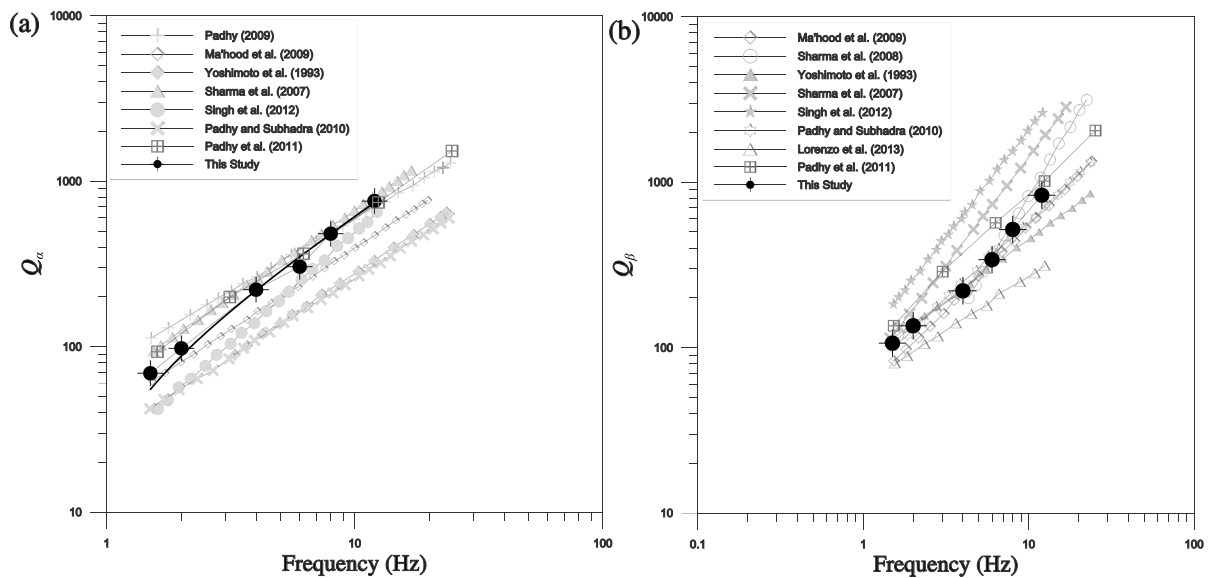 (a)
10000
1000
100
10
Qα
Padhy (2009)
Ma'hood et al. (2009)
Yoshimoto et al. (1993)
Sharma et al. (2007)
Singh et al. (2012)
Padhy and Subhadra (2010)
Padhy et al. (2011)
This Study
1
10
100
Frequency (Hz)
(b)
10000
1000
100
10
Qβ
Ma'hood et al. (2009)
Sharma et al. (2008)
Yoshimoto et al. (1993)
Sharma et al. (2007)
Singh et al. (2012)
Padhy and Subhadra (2010)
Lorenzo et al. (2013)
Padhy et al. (2011)
This Study
0.1
1
10
100
Frequency (Hz)